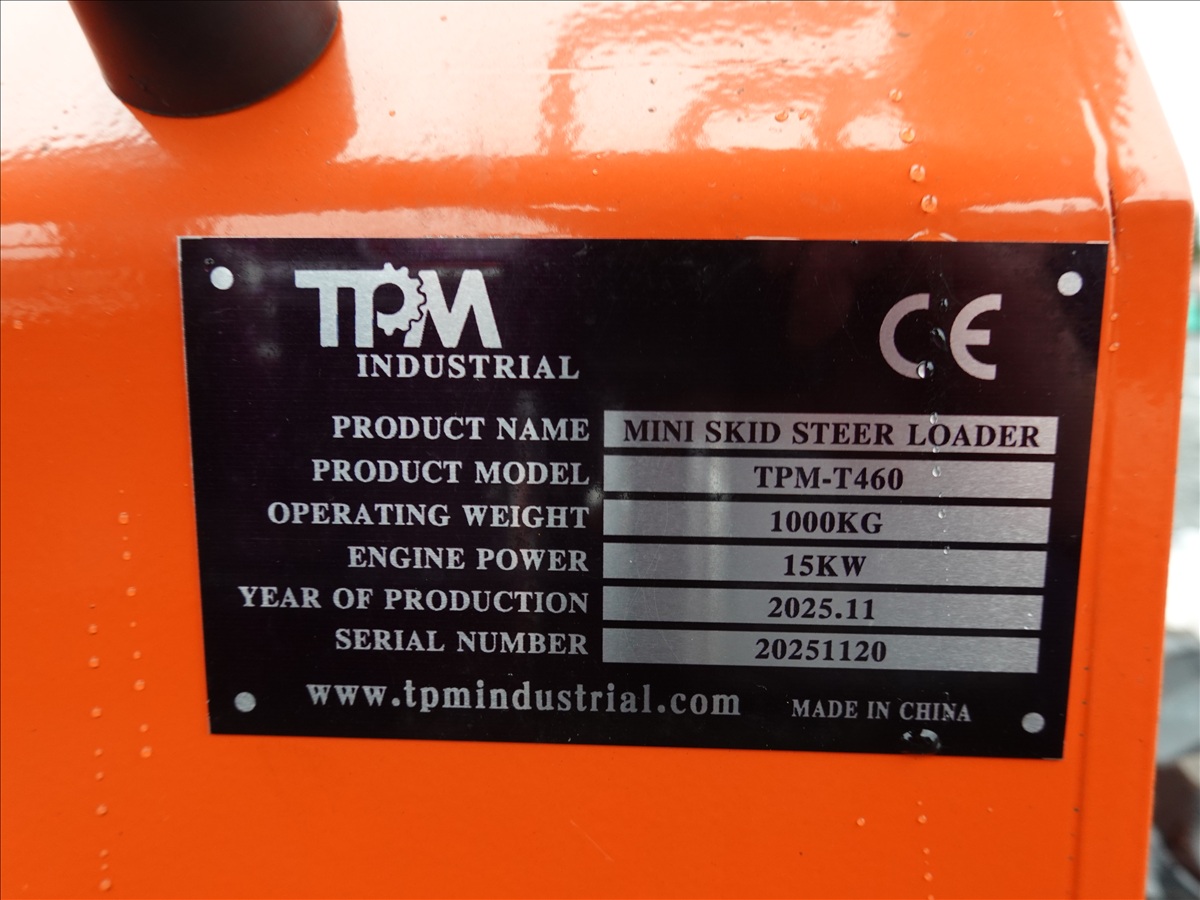 TPM
INDUSTRIAL
CE
PRODUCT NAME MINI SKID STEER LOADER
PRODUCT MODEL TPM-T460
OPERATING WEIGHT 1000KG
ENGINE POWER 15KW
YEAR OF PRODUCTION 2025.11
SERIAL NUMBER 20251120
www.tpmindustrial.com MADE IN CHINA